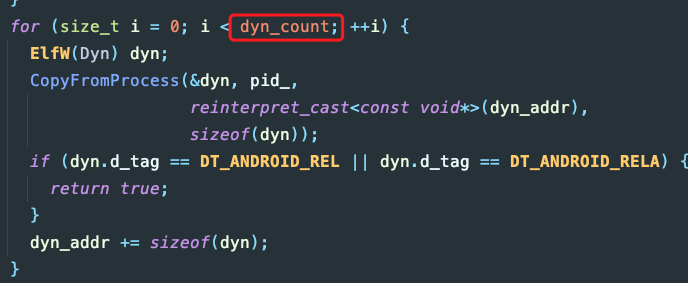 for (size_t i = 0; i < dyn_count; ++i) {
ElfW(Dyn) dyn;
CopyFromProcess(&dyn, pid_,
reinterpret_cast<const void*>(dyn_addr),
sizeof(dyn));
if (dyn.d_tag == DT_ANDROID_REL || dyn.d_tag == DT_ANDROID_RELA) {
return true;
}
dyn_addr += sizeof(dyn);
}